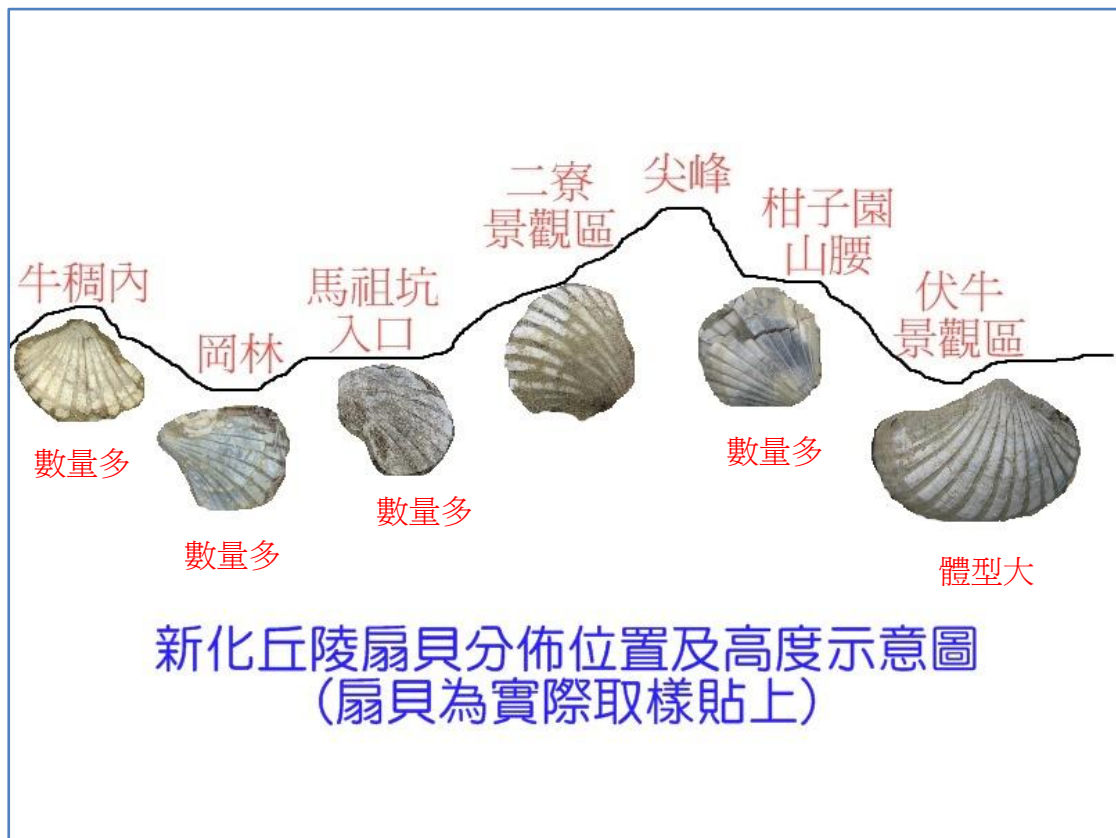 牛稠內
岡林
馬祖坑
入口
二寮
景觀區
尖峰
柑子園
山腰
伏牛
景觀區
數量多
數量多
數量多
數量多
體型大
新化丘陵扇貝分佈位置及高度示意圖
(扇貝為實際取樣貼上)